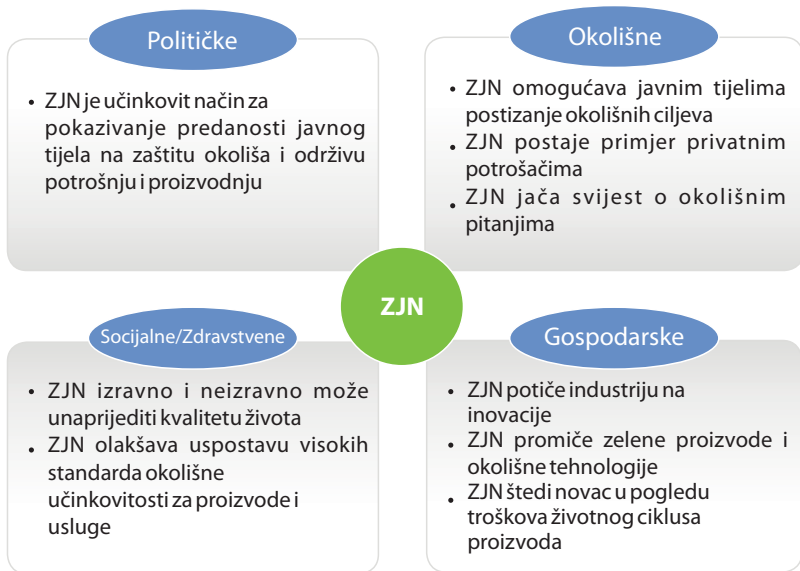 Političke
• ZJN je učinkovit način za
pokazivanje predanosti javnog
tijela na zaštitu okoliša i održivu
potrošnju i proizvodnju
Okolišne
• ZJN omogućava javnim tijelima
postizanje okolišnih ciljeva
• ZJN postaje primjer privatnim
potrošačima
• ZJN jača svijest o okolišnim
pitanjima
ZJN
Socijalne/Zdravstvene
• ZJN izravno i neizravno može
unaprijediti kvalitetu života
• ZJN olakšava uspostavu visokih
standarda okolišne
učinkovitosti za proizvode i
usluge
Gospodarske
• ZJN potiče industriju na
inovacije
• ZJN promiče zelene proizvode i
okolišne tehnologije
• ZJN štedi novac u pogledu
troškova životnog ciklusa
proizvoda